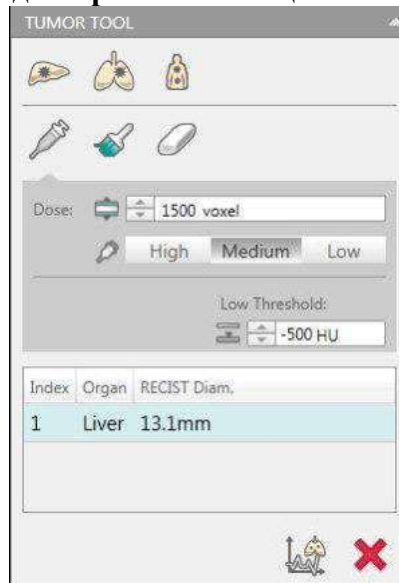 TUMOR TOOL
Dose: 1500 voxel
High Medium Low
Low Threshold:
-500 HU
Index Organ RECIST Diam.
1 Liver 13.1mm